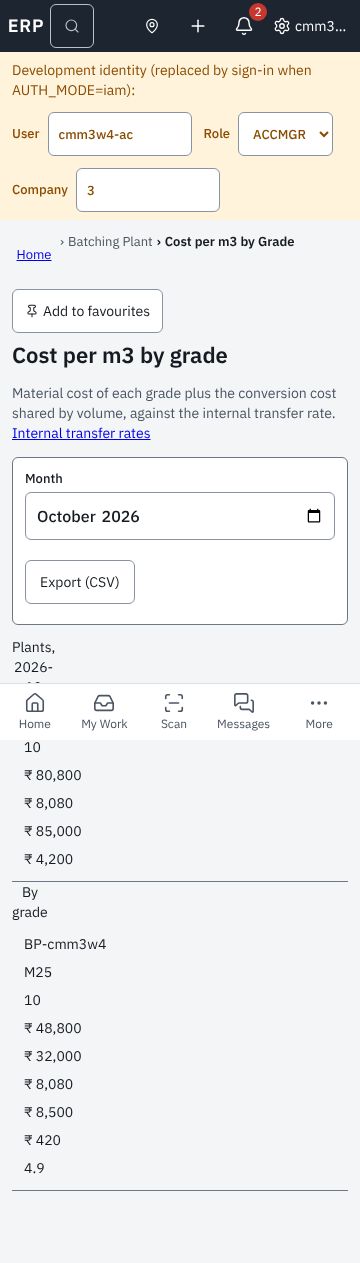 ERP
2
cmm3...
Development identity (replaced by sign-in when
AUTH_MODE=iam):
User cmm3w4-ac Role ACCMGR
Company 3
Home › Batching Plant › Cost per m3 by Grade
Add to favourites
Cost per m3 by grade
Material cost of each grade plus the conversion cost
shared by volume, against the internal transfer rate.
Internal transfer rates
Month
October 2026
Export (CSV)
Plants,
2026-
Home My Work Scan Messages More
10
₹ 80,800
₹ 8,080
₹ 85,000
₹ 4,200
By
grade
BP-cmm3w4
M25
10
₹ 48,800
₹ 32,000
₹ 8,080
₹ 8,500
₹ 420
4.9